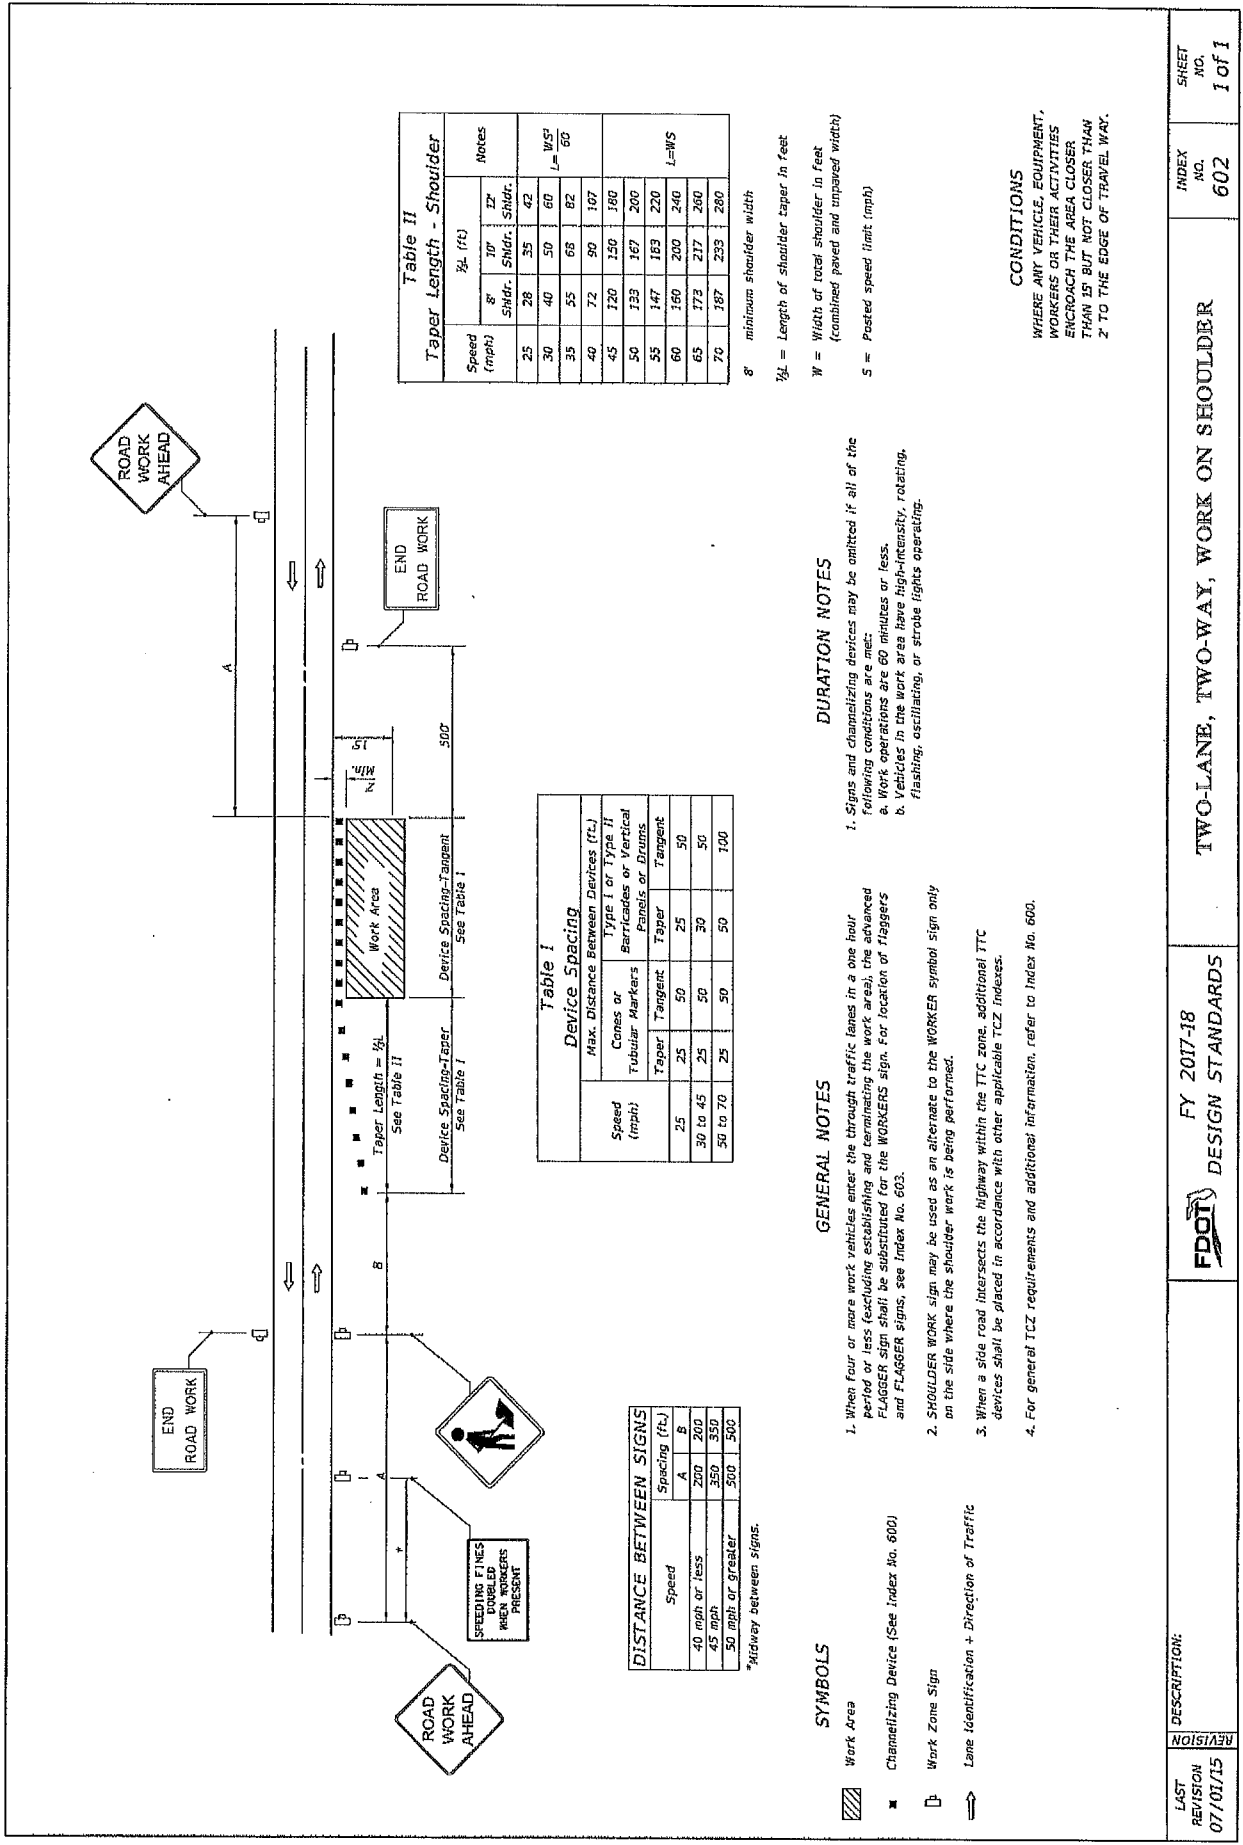 ROAD
WORK
AHEAD
END
ROAD WORK
A
END
ROAD WORK
B
A
*
SPEEDING FINES
DOUBLED
WHEN WORKERS
PRESENT
ROAD
WORK
AHEAD
Work Area
2'
Min.
15'
500'
Taper Length = ⅓L
See Table II
Device Spacing-Taper
See Table I
Device Spacing-Tangent
See Table I
DISTANCE BETWEEN SIGNS
Speed Spacing (ft.)
A B
40 mph or less 200 200
45 mph 350 350
50 mph or greater 500 500
*Midway between signs.
Table I
Device Spacing
Speed
(mph)
Max. Distance Between Devices (ft.)
Cones or
Tubular Markers
Type I or Type II
Barricades or Vertical
Panels or Drums
Taper Tangent Taper Tangent
25 25 50 25 50
30 to 45 25 50 30 50
50 to 70 25 50 50 100
Table II
Taper Length - Shoulder
Speed
(mph)
⅓L (ft)
Notes
8'
Shldr.
10'
Shldr.
12'
Shldr.
25 28 35 42
30 40 50 60
35 55 68 82
40 72 90 107
L= WS²
60
45 120 150 180
50 133 167 200
55 147 183 220
60 160 200 240
65 173 217 260
70 187 233 280
L=WS
8' minimum shoulder width
⅓L = Length of shoulder taper in feet
W = Width of total shoulder in feet
(combined paved and unpaved width)
S = Posted speed limit (mph)
SYMBOLS
Work Area
Channelizing Device (See Index No. 600)
Work Zone Sign
Lane Identification + Direction of Traffic
GENERAL NOTES
1. When four or more work vehicles enter the through traffic lanes in a one hour
period or less (excluding establishing and terminating the work area), the advanced
FLAGGER sign shall be substituted for the WORKERS sign. For location of flaggers
and FLAGGER signs, see Index No. 603.
2. SHOULDER WORK sign may be used as an alternate to the WORKER symbol sign only
on the side where the shoulder work is being performed.
3. When a side road intersects the highway within the TTC zone, additional TTC
devices shall be placed in accordance with other applicable TCZ Indexes.
4. For general TCZ requirements and additional information, refer to Index No. 600.
DURATION NOTES
1. Signs and channelizing devices may be omitted if all of the
following conditions are met:
a. Work operations are 60 minutes or less.
b. Vehicles in the work area have high-intensity, rotating,
flashing, oscillating, or strobe lights operating.
CONDITIONS
WHERE ANY VEHICLE, EQUIPMENT,
WORKERS OR THEIR ACTIVITIES
ENCROACH THE AREA CLOSER
THAN 15' BUT NOT CLOSER THAN
2' TO THE EDGE OF TRAVEL WAY.
LAST
REVISION
07/01/15
REVISION
DESCRIPTION:
FDOT
FY 2017-18
DESIGN STANDARDS
TWO-LANE, TWO-WAY, WORK ON SHOULDER
INDEX
NO.
602
SHEET
NO.
1 of 1